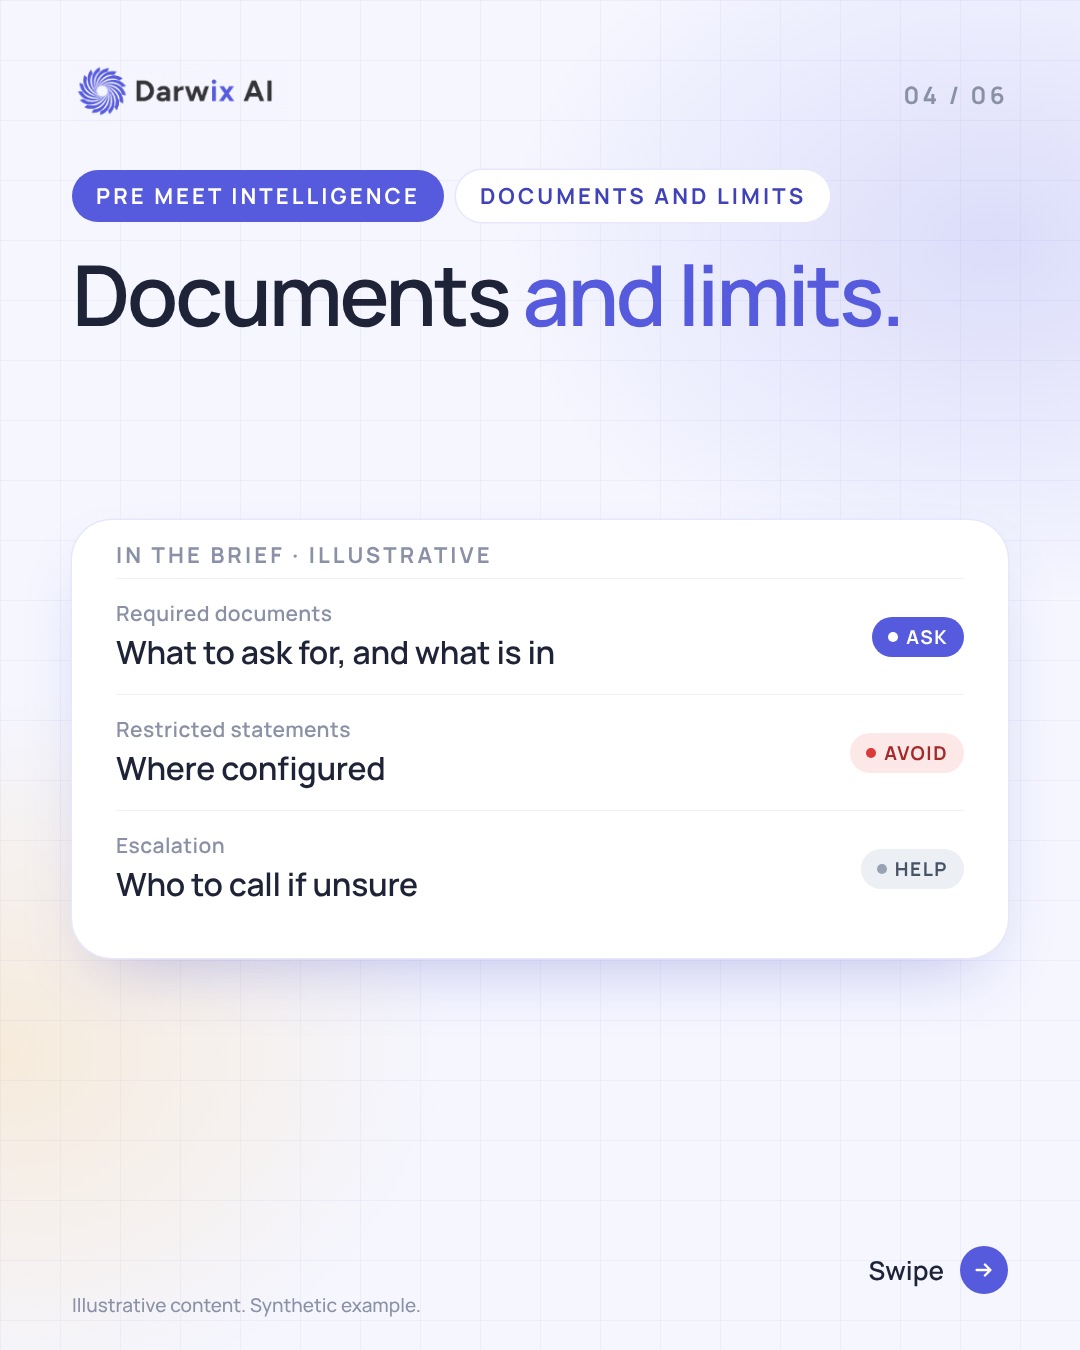 Darwix AI
04 / 06
PRE MEET INTELLIGENCE
DOCUMENTS AND LIMITS
Documents and limits.
IN THE BRIEF · ILLUSTRATIVE
Required documents
What to ask for, and what is in
ASK
Restricted statements
Where configured
AVOID
Escalation
Who to call if unsure
HELP
Swipe
Illustrative content. Synthetic example.